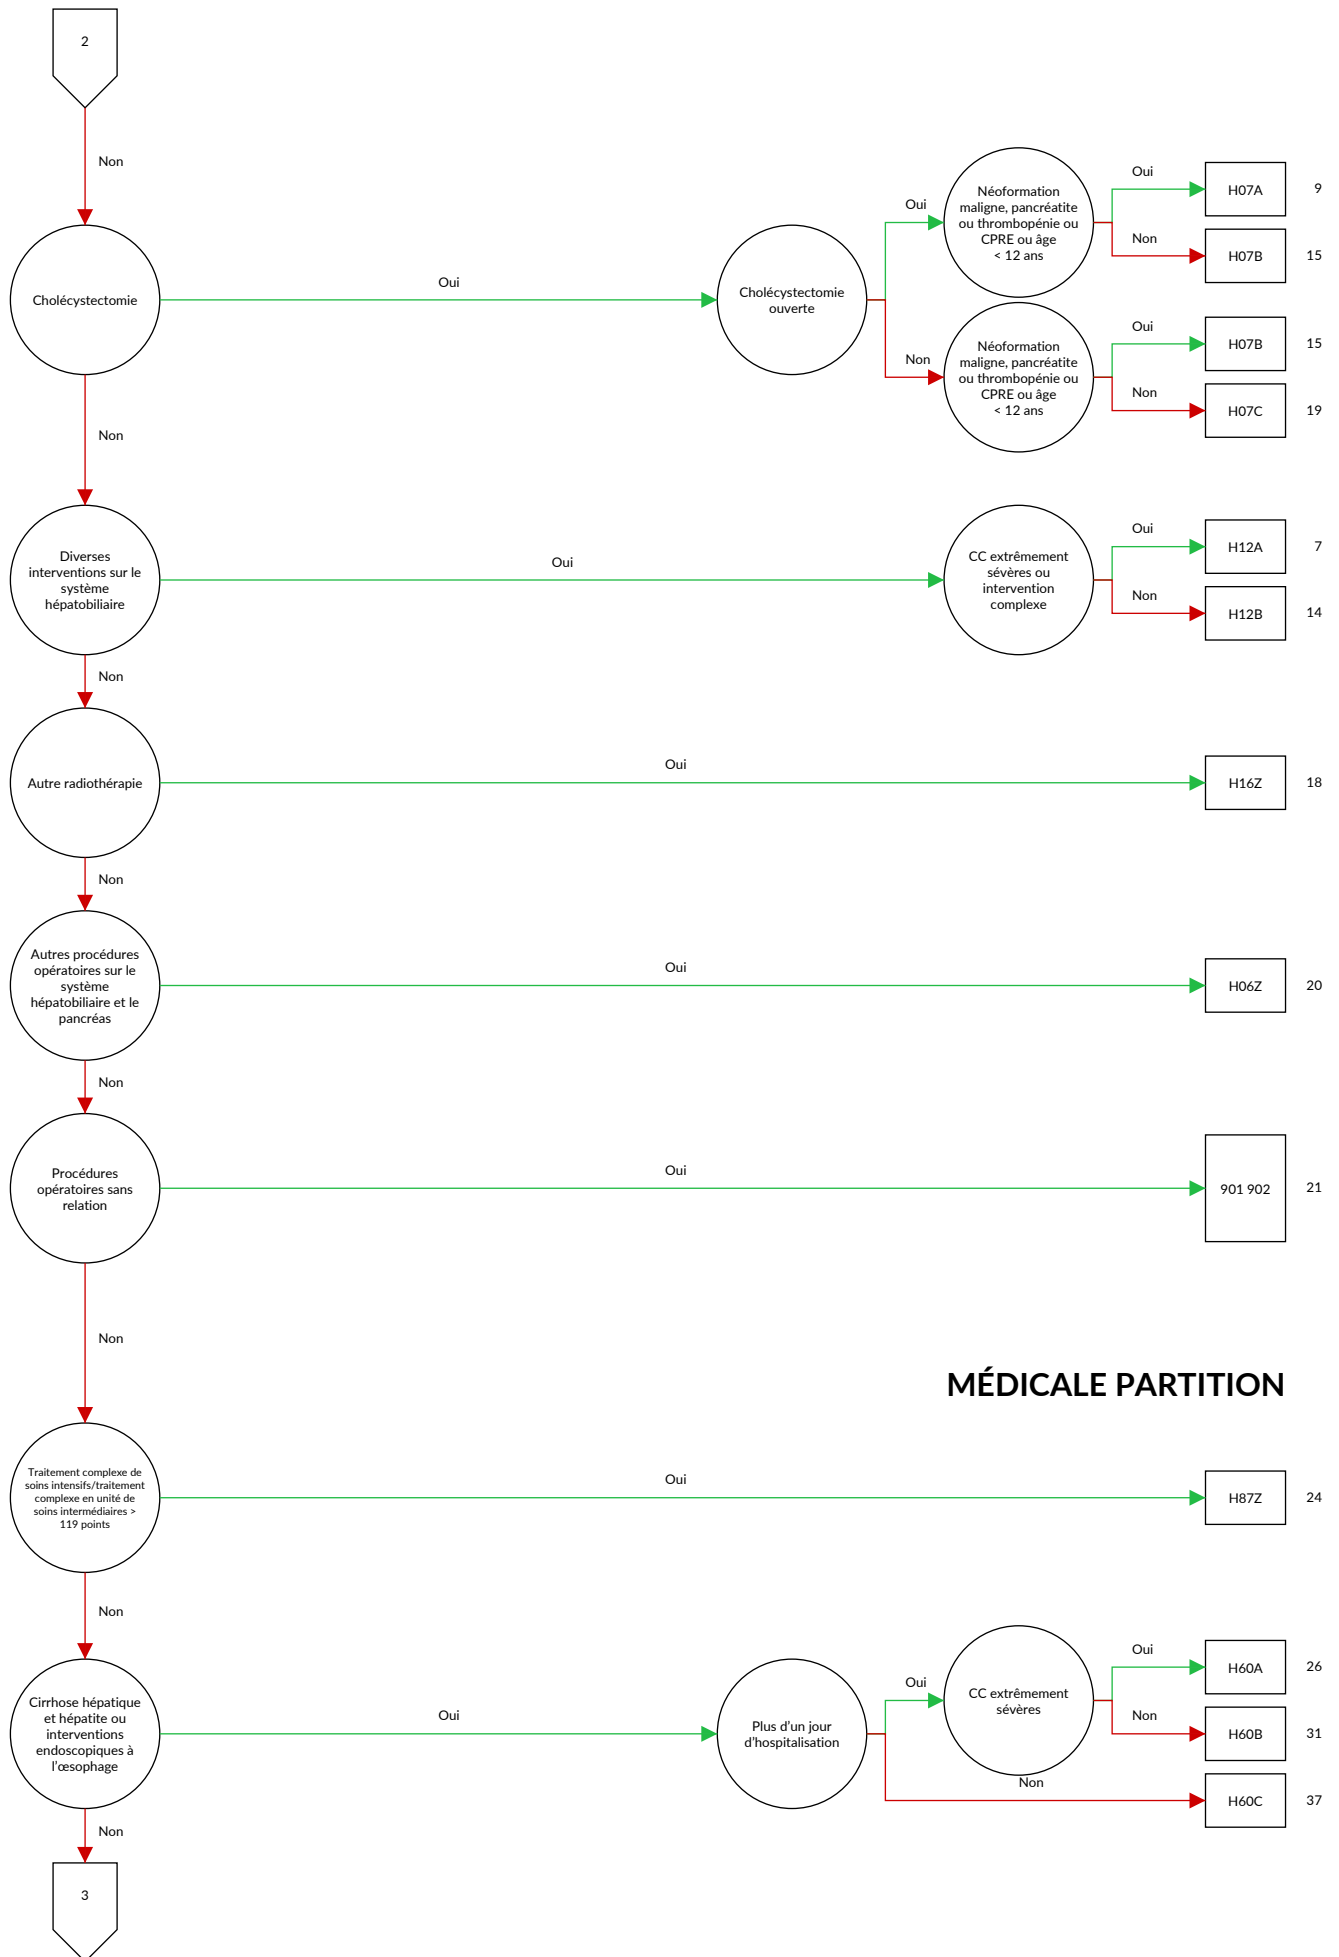 2
Non
Cholécystectomie
Oui
Cholécystectomie
ouverte
Oui
Néoformation
maligne, pancréatite
ou thrombopénie ou
CPRE ou âge
< 12 ans
Oui
H07A
9
Non
H07B
15
Non
Néoformation
maligne, pancréatite
ou thrombopénie ou
CPRE ou âge
< 12 ans
Oui
H07B
15
Non
H07C
19
Non
Diverses
interventions sur le
système
hépatobiliaire
Oui
CC extrêmement
sévères ou
intervention
complexe
Oui
H12A
7
Non
H12B
14
Non
Autre radiothérapie
Oui
H16Z
18
Non
Autres procédures
opératoires sur le
système
hépatobiliaire et le
pancréas
Oui
H06Z
20
Non
Procédures
opératoires sans
relation
Oui
901 902
21
Non
MÉDICALE PARTITION
Traitement complexe de
soins intensifs/traitement
complexe en unité de
soins intermédiaires >
119 points
Oui
H87Z
24
Non
Cirrhose hépatique
et hépatite ou
interventions
endoscopiques à
l'œsophage
Oui
Plus d'un jour
d'hospitalisation
Oui
CC extrêmement
sévères
Oui
H60A
26
Non
H60B
31
Non
H60C
37
Non
3